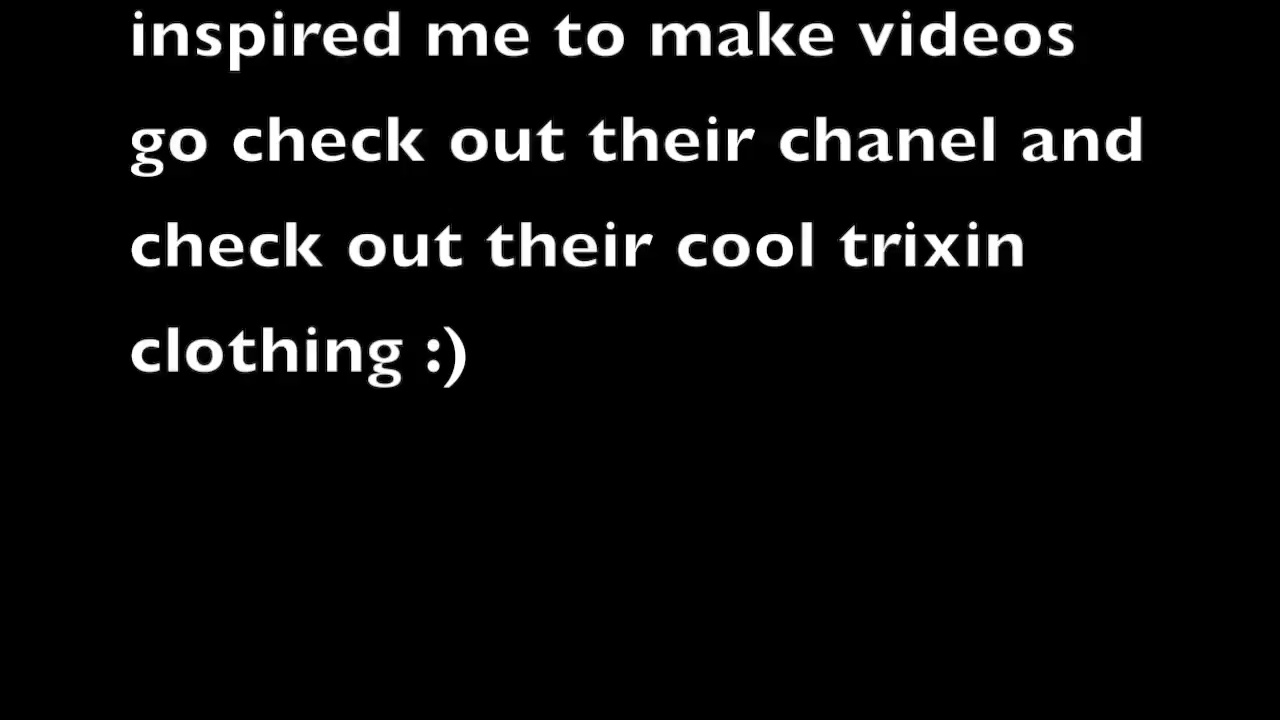 inspired me to make videos
go check out their chanel and
check out their cool trixin
clothing :)